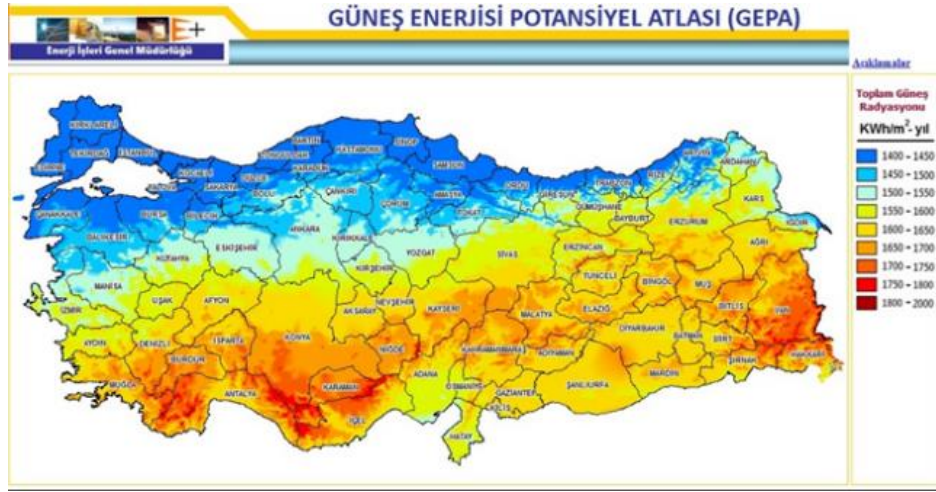 GÜNEŞ ENERJİSİ POTANSİYEL ATLASI (GEPA)
E+
Enerji İşleri Genel Müdürlüğü
Açıklamalar
Toplam Güneş
Radyasyonu
KWh/m²-yıl
1400 - 1450
1450 - 1500
1500 - 1550
1550 - 1600
1600 - 1650
1650 - 1700
1700 - 1750
1750 - 1800
1800 - 2000
KIRKLARELİ
TEKİRDAĞ
İSTANBUL
EDİRNE
KOCAELİ
SAKARYA
DÜZCE
BOLU
ZONGULDAK
BARTIN
KARABÜK
KASTAMONU
SİNOP
SAMSUN
ORDU
GİRESUN
TRABZON
RİZE
ARTVİN
ARDAHAN
ÇANAKKALE
BURSA
BİLECİK
ÇANKIRI
ÇORUM
AMASYA
TOKAT
GÜMÜŞHANE
BAYBURT
ERZURUM
KARS
IĞDIR
BALIKESİR
KÜTAHYA
ESKİŞEHİR
ANKARA
KIRIKKALE
YOZGAT
SİVAS
ERZİNCAN
AĞRI
MANİSA
UŞAK
AFYON
KIRŞEHİR
NEVŞEHİR
KAYSERİ
TUNCELİ
BİNGÖL
MUŞ
BİTLİS
VAN
İZMİR
AYDIN
DENİZLİ
ISPARTA
KONYA
AKSARAY
NİĞDE
MALATYA
ELAZIĞ
DİYARBAKIR
BATMAN
SİİRT
ŞIRNAK
HAKKARİ
BURDUR
MUĞLA
ANTALYA
KARAMAN
İÇEL
ADANA
KAHRAMANMARA
ADIYAMAN
OSMANİYE
GAZİANTEP
KİLİS
ŞANLIURFA
MARDİN
HATAY